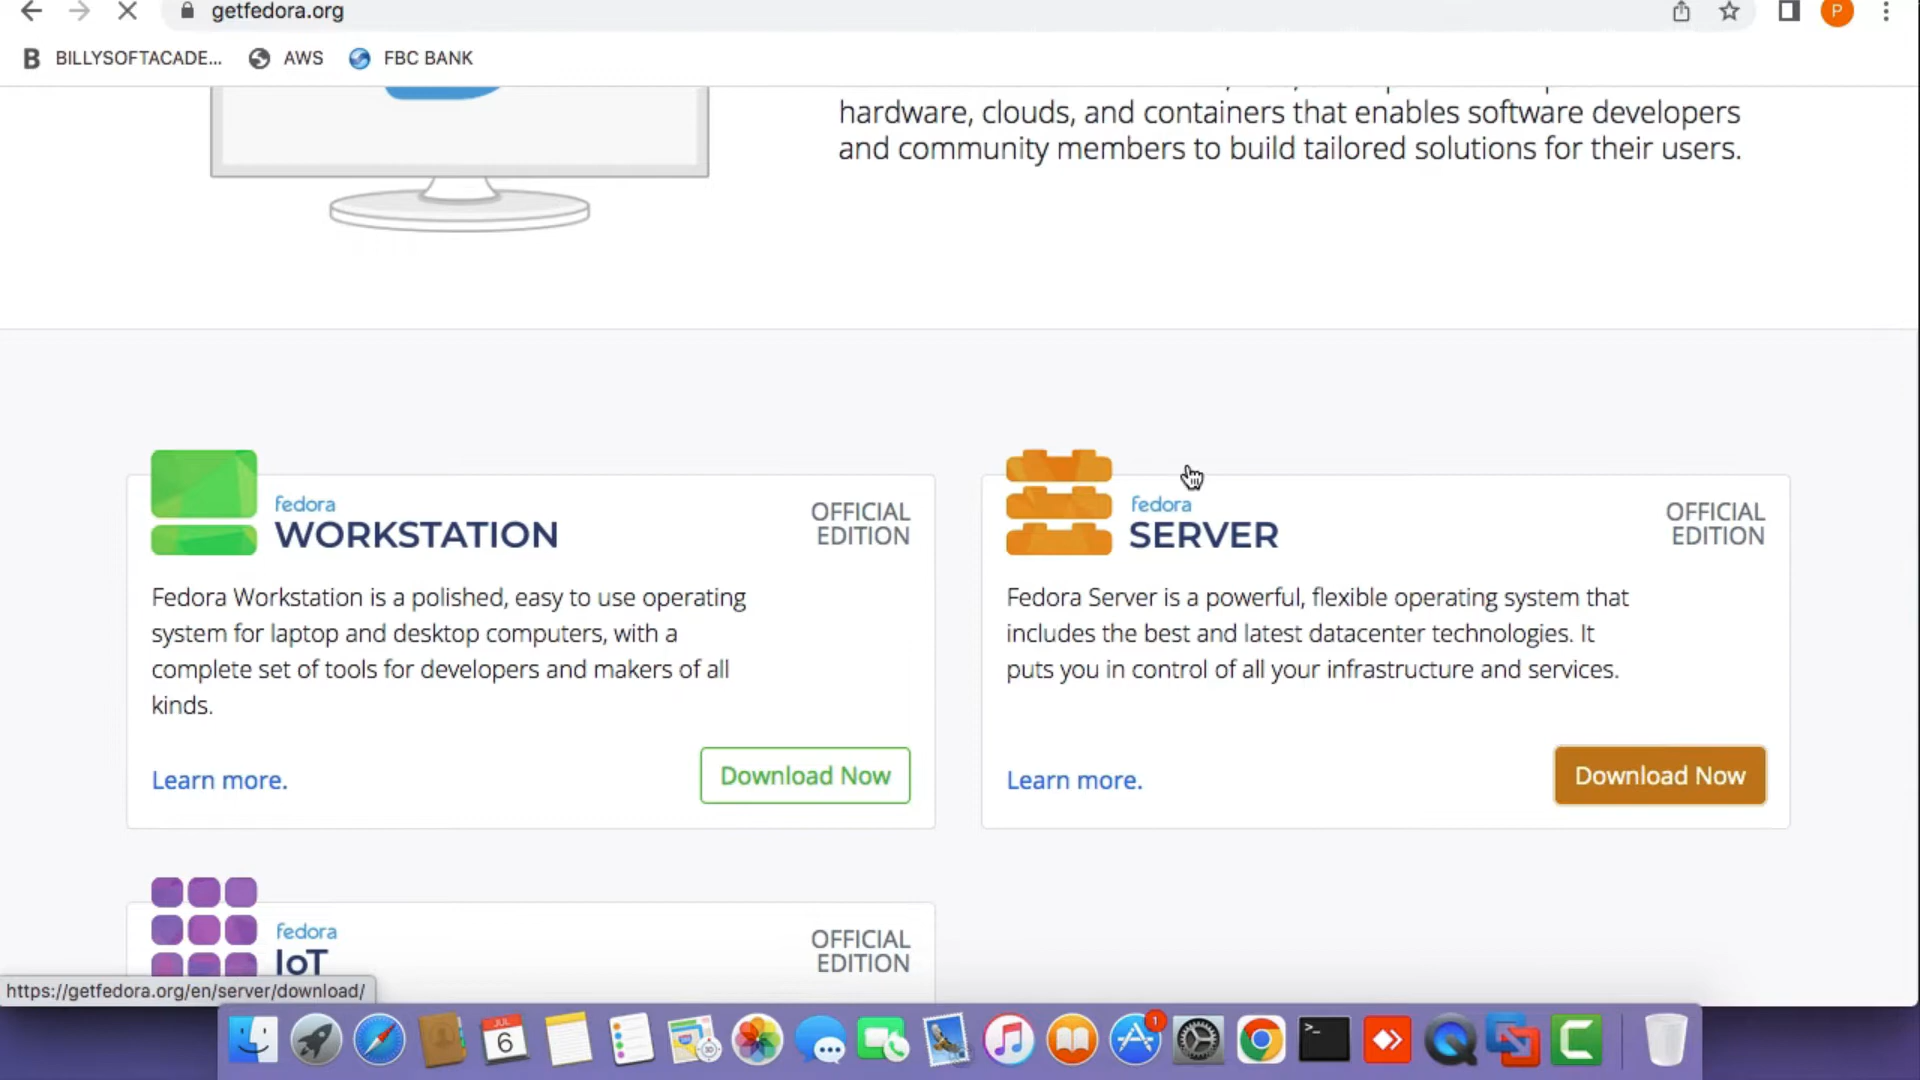 getfedora.org
P
B BILLYSOFTACADE... AWS FBC BANK
hardware, clouds, and containers that enables software developers
and community members to build tailored solutions for their users.
fedora
WORKSTATION
OFFICIAL
EDITION
Fedora Workstation is a polished, easy to use operating
system for laptop and desktop computers, with a
complete set of tools for developers and makers of all
kinds.
Learn more.
Download Now
fedora
SERVER
OFFICIAL
EDITION
Fedora Server is a powerful, flexible operating system that
includes the best and latest datacenter technologies. It
puts you in control of all your infrastructure and services.
Learn more.
Download Now
fedora
IoT
OFFICIAL
EDITION
https://getfedora.org/en/server/download/
JUL
6
1
>_